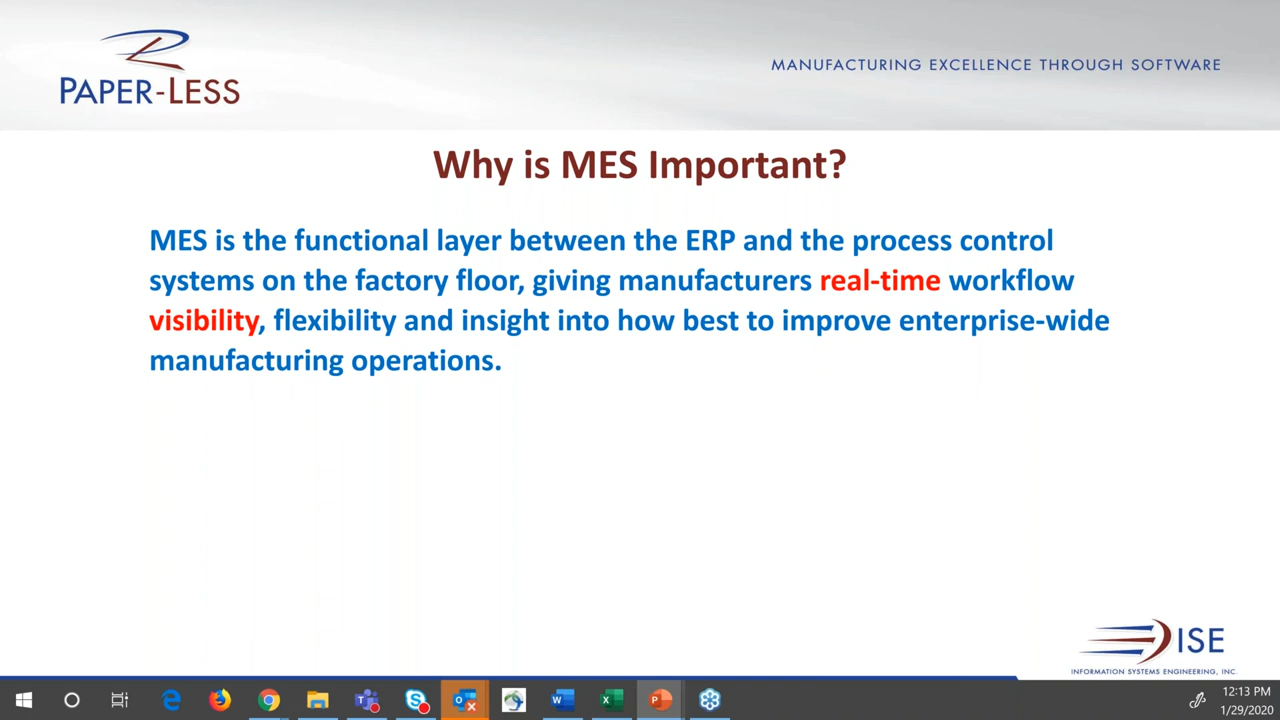 PAPER-LESS
MANUFACTURING EXCELLENCE THROUGH SOFTWARE
Why is MES Important?
MES is the functional layer between the ERP and the process control
systems on the factory floor, giving manufacturers real-time workflow
visibility, flexibility and insight into how best to improve enterprise-wide
manufacturing operations.
ISE
INFORMATION SYSTEMS ENGINEERING, INC.
12:13 PM
1/29/2020